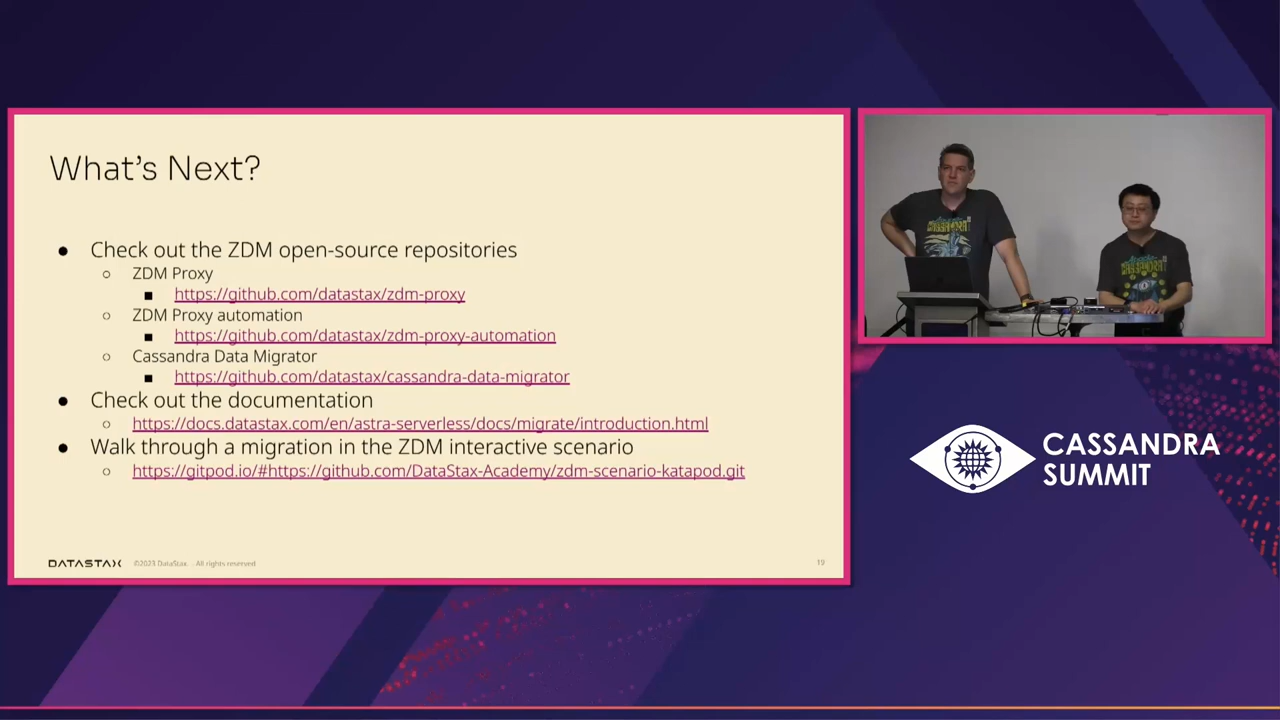 What's Next?
● Check out the ZDM open-source repositories
○ ZDM Proxy
■ https://github.com/datastax/zdm-proxy
○ ZDM Proxy automation
■ https://github.com/datastax/zdm-proxy-automation
○ Cassandra Data Migrator
■ https://github.com/datastax/cassandra-data-migrator
● Check out the documentation
○ https://docs.datastax.com/en/astra-serverless/docs/migrate/introduction.html
● Walk through a migration in the ZDM interactive scenario
○ https://gitpod.io/#https://github.com/DataStax-Academy/zdm-scenario-katapod.git
DATASTAX ©2023 DataStax. All rights reserved
19
CASSANDRA
SUMMIT